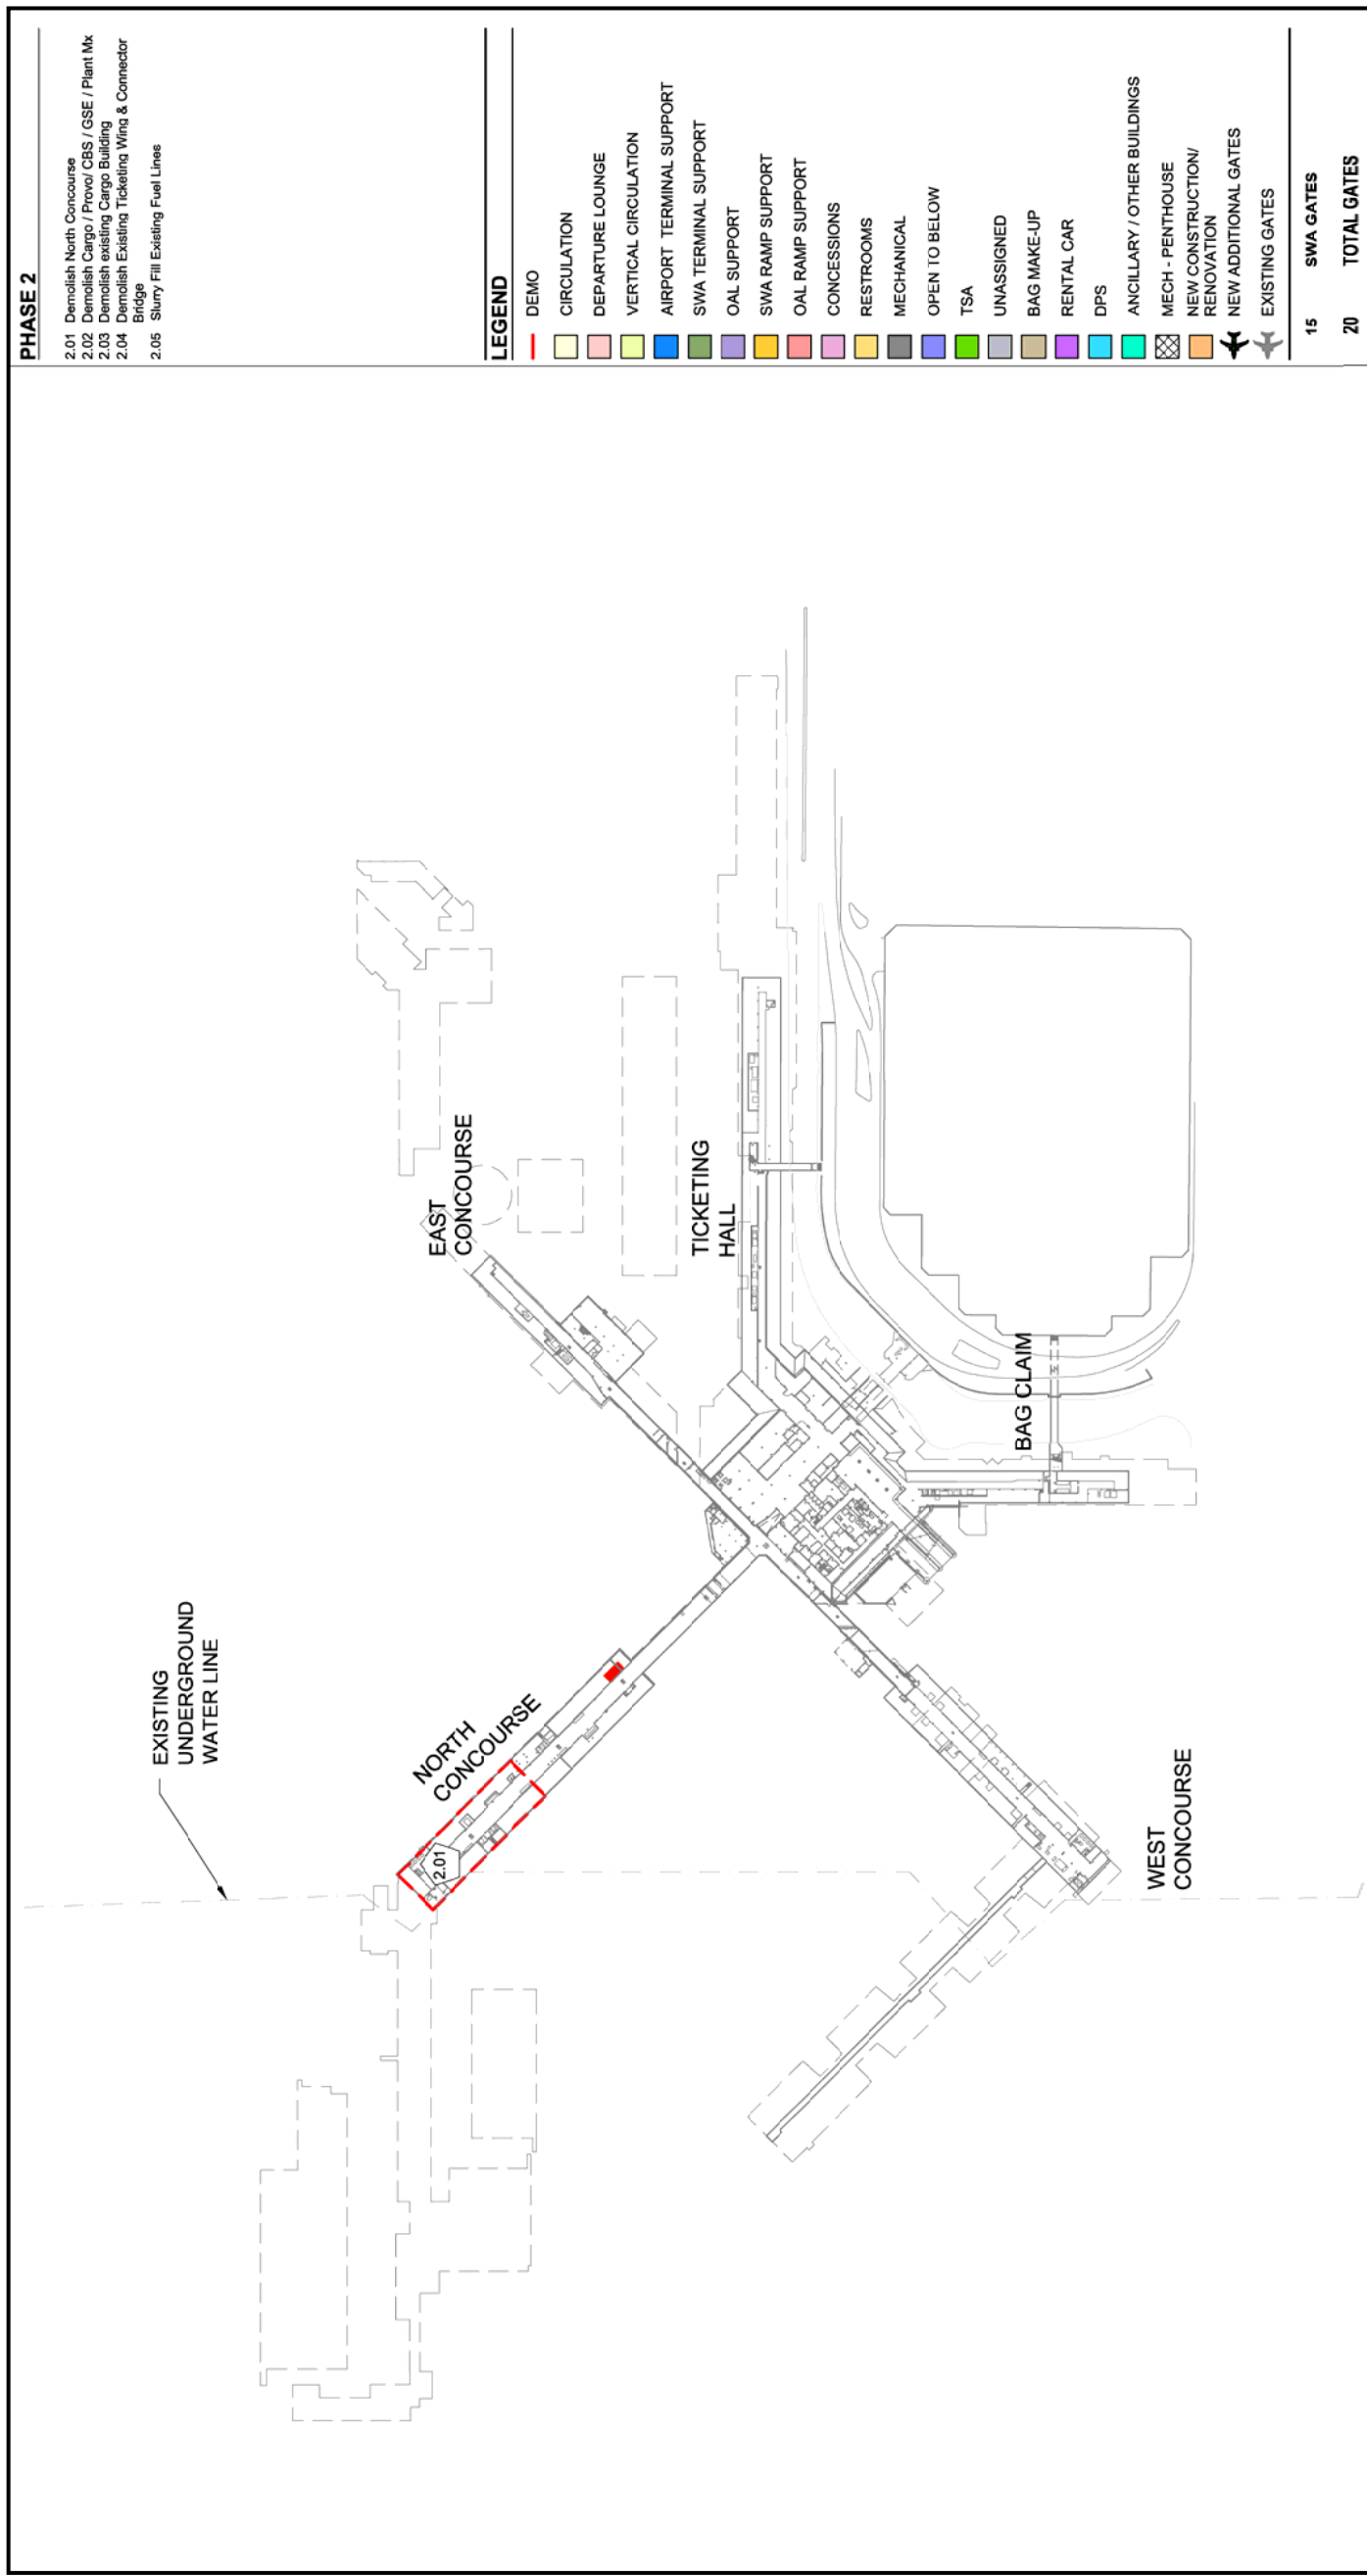 PHASE 2
2.01 Demolish North Concourse
2.02 Demolish Cargo / Provo/ CBS / GSE / Plant Mx
2.03 Demolish existing Cargo Building
2.04 Demolish Existing Ticketing Wing & Connector
Bridge
2.05 Slurry Fill Existing Fuel Lines
LEGEND
DEMO
CIRCULATION
DEPARTURE LOUNGE
VERTICAL CIRCULATION
AIRPORT TERMINAL SUPPORT
SWA TERMINAL SUPPORT
OAL SUPPORT
SWA RAMP SUPPORT
OAL RAMP SUPPORT
CONCESSIONS
RESTROOMS
MECHANICAL
OPEN TO BELOW
TSA
UNASSIGNED
BAG MAKE-UP
RENTAL CAR
DPS
ANCILLARY / OTHER BUILDINGS
MECH - PENTHOUSE
NEW CONSTRUCTION/
RENOVATION
NEW ADDITIONAL GATES
EXISTING GATES
15 SWA GATES
20 TOTAL GATES
EXISTING
UNDERGROUND
WATER LINE
NORTH
CONCOURSE
2.01
EAST
CONCOURSE
TICKETING
HALL
BAG CLAIM
WEST
CONCOURSE